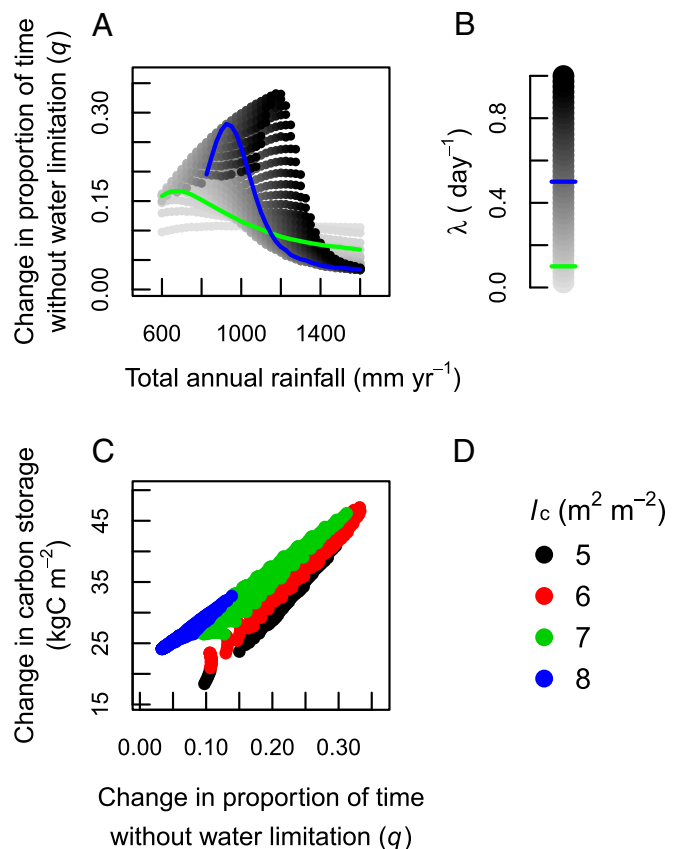 A
Change in proportion of time
without water limitation (q)
0.00
0.15
0.30
600
1000
1400
Total annual rainfall (mm yr−1)
B
λ ( day−1)
0.0
0.4
0.8
C
Change in carbon storage
(kgC m−2)
15
25
35
45
0.00
0.10
0.20
0.30
Change in proportion of time
without water limitation (q)
D
Ic (m2 m−2)
5
6
7
8